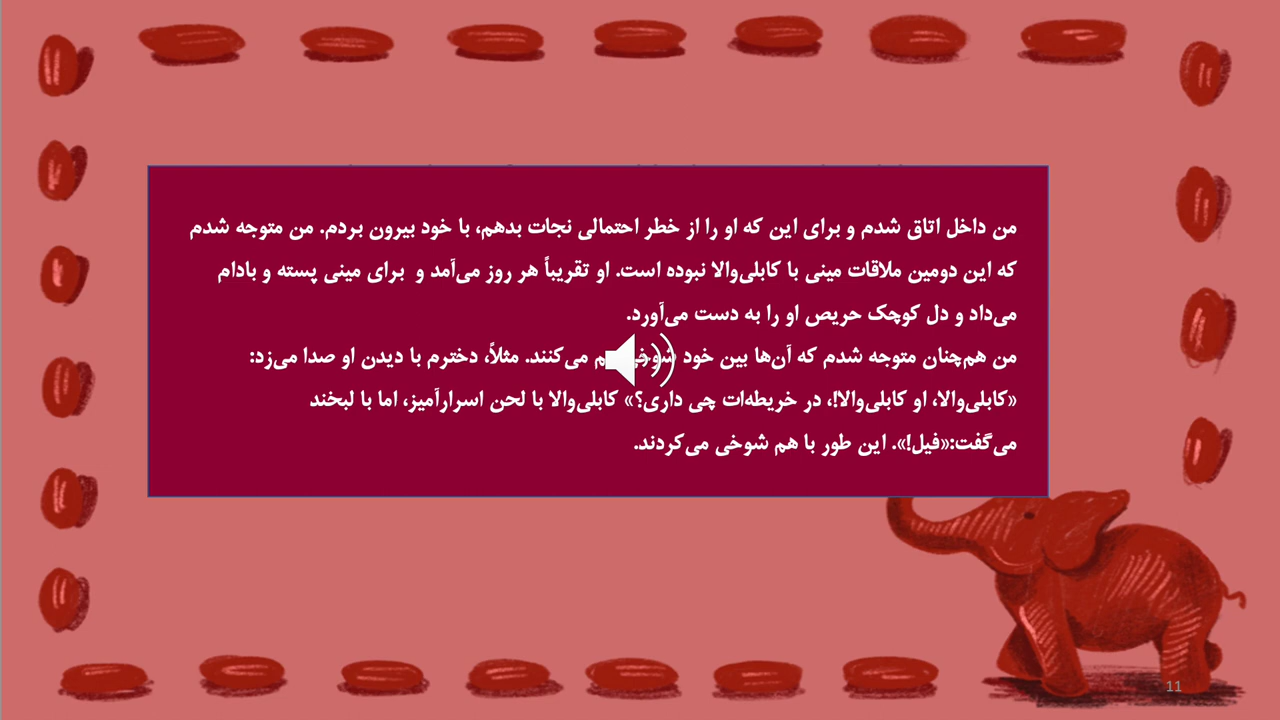 من داخل اتاق شدم و برای این که او را از خطر احتمالی نجات بدهم، با خود بیرون بردم. من متوجه شدم
که این دومین ملاقات مینی با کابلی‌والا نبوده است. او تقریباً هر روز می‌آمد و برای مینی پسته و بادام
می‌داد و دل کوچک حریص او را به دست می‌آورد.
من هم‌چنان متوجه شدم که آن‌ها بین خود می‌کنند. مثلاً، دخترم با دیدن او صدا می‌زد:
«کابلی‌والا، او کابلی‌والا!، در خریطه‌ات چی داری؟» کابلی‌والا با لحن اسرارآمیز، اما با لبخند
می‌گفت:«فیل!». این طور با هم شوخی می‌کردند.
11